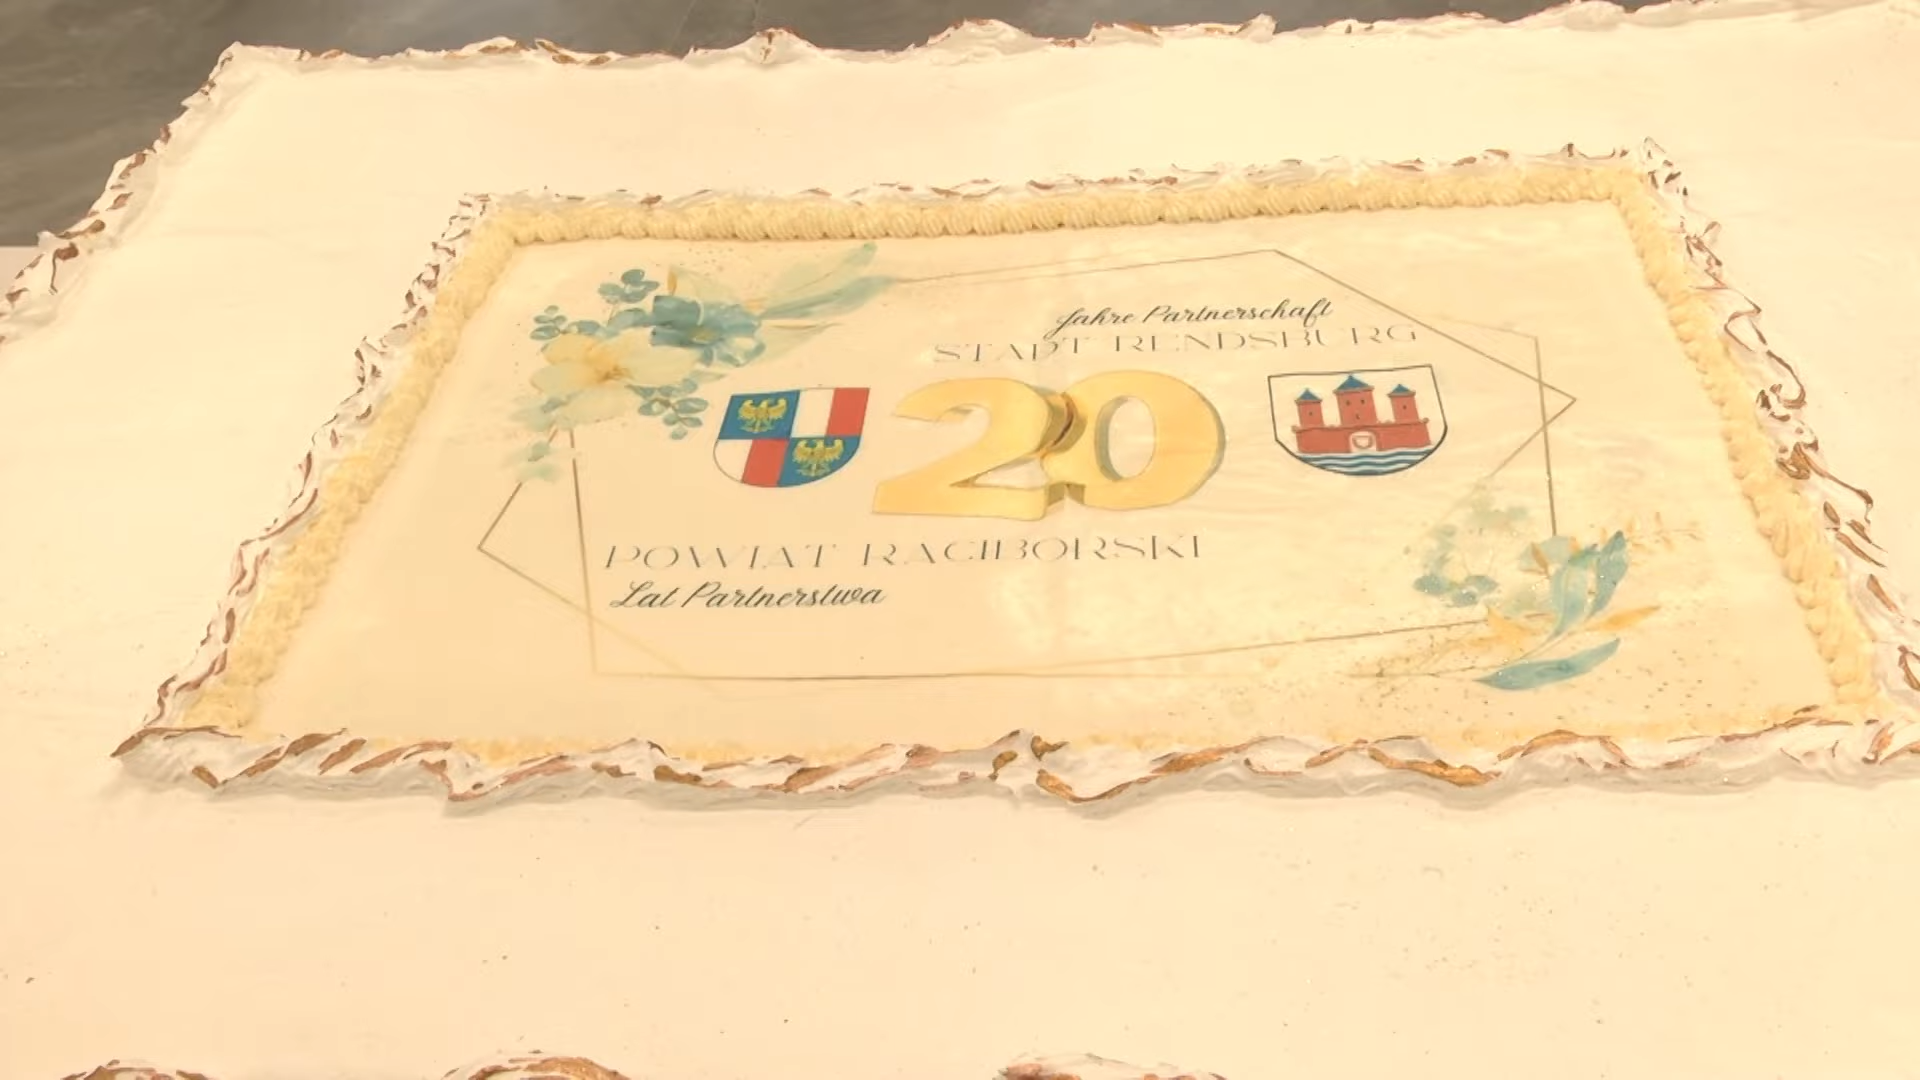 Jahre Partnerschaft
STADT RENDSBURG
20
POWIAT RACIBORSKI
Lat Partnerstwa